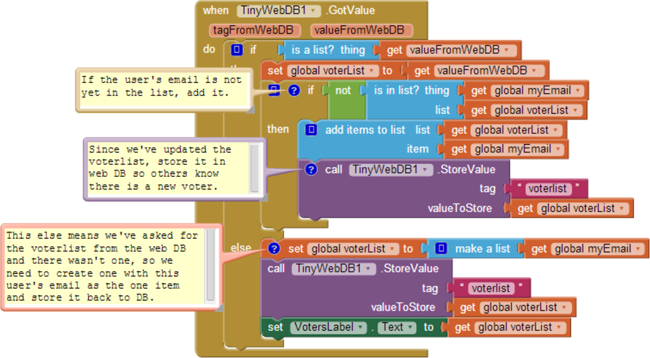 when TinyWebDB1 .GotValue
tagFromWebDB valueFromWebDB
do if is a list? thing get valueFromWebDB
set global voterList to get valueFromWebDB
If the user's email is not
yet in the list, add it.
if not is in list? thing get global myEmail
list get global voterList
then add items to list list get global voterList
item get global myEmail
Since we've updated the
voterlist, store it in
web DB so others know
there is a new voter.
call TinyWebDB1 .StoreValue
tag " voterlist "
valueToStore get global voterList
This else means we've asked for
the voterlist from the web DB
and there wasn't one, so we
need to create one with this
user's email as the one item
and store it back to DB.
else set global voterList to make a list get global myEmail
call TinyWebDB1 .StoreValue
tag " voterlist "
valueToStore get global voterList
set VotersLabel . Text to get global voterList